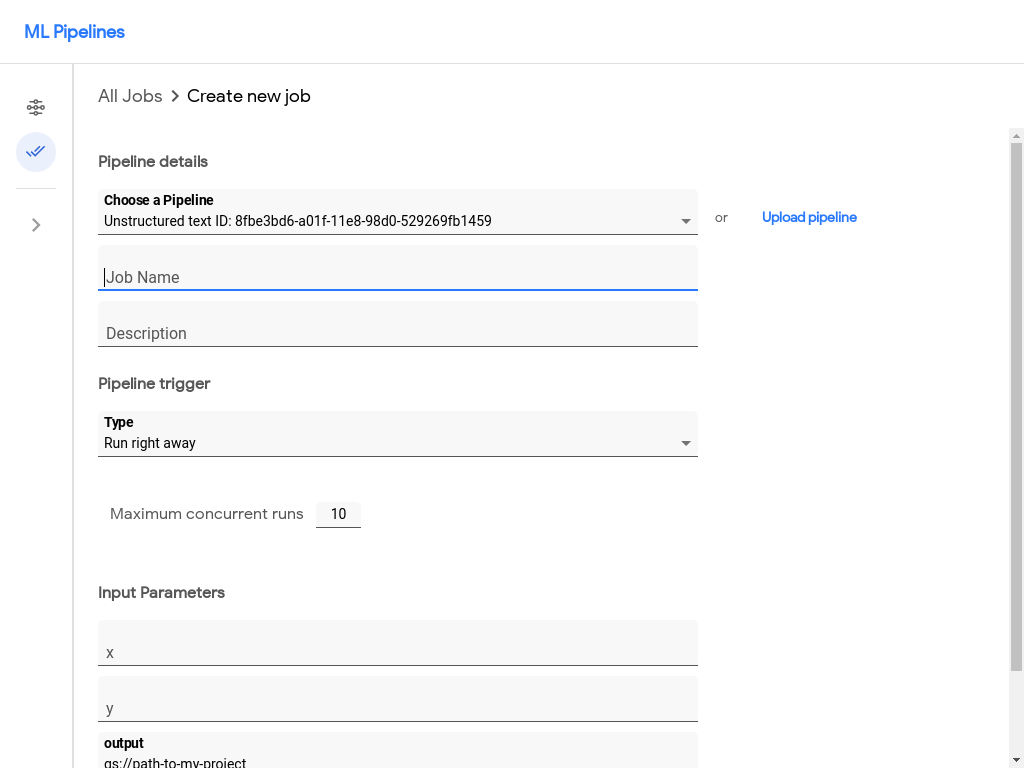 ML Pipelines
All Jobs > Create new job
Pipeline details
Choose a Pipeline
Unstructured text ID: 8fbe3bd6-a01f-11e8-98d0-529269fb1459
or
Upload pipeline
Job Name
Description
Pipeline trigger
Type
Run right away
Maximum concurrent runs 10
Input Parameters
x
y
output
gs://path-to-my-project